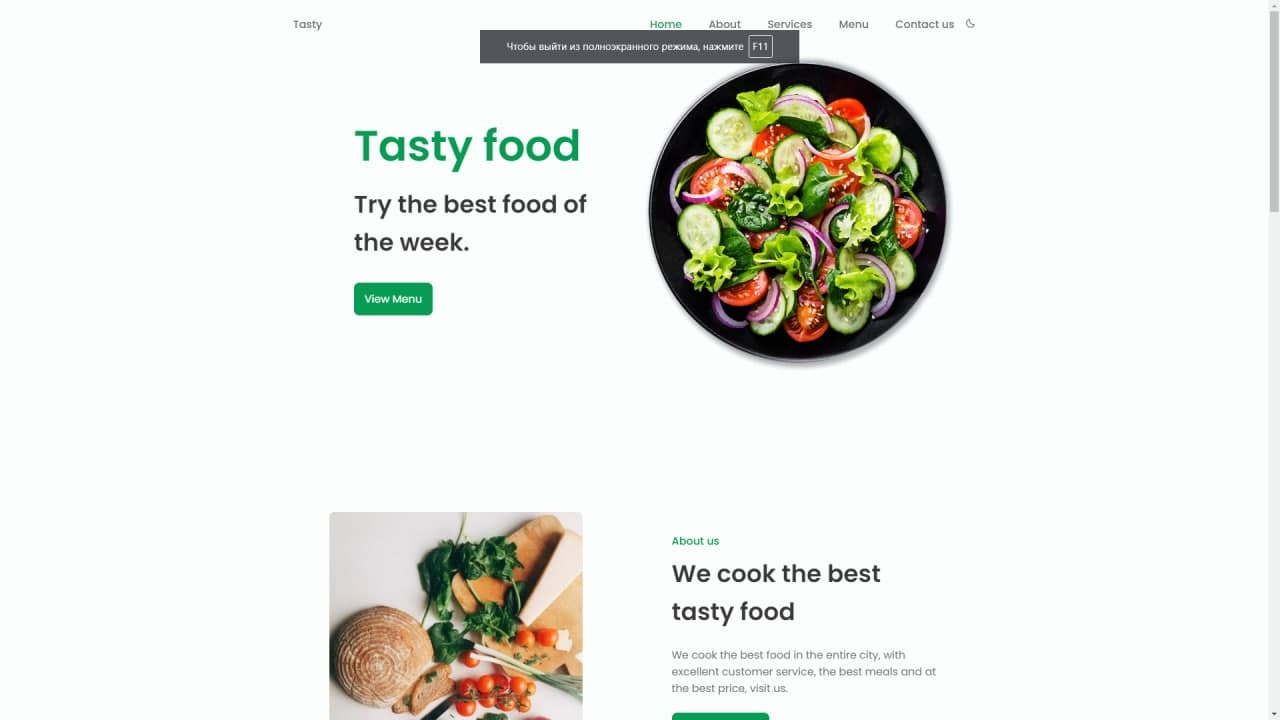 Tasty
Home About Services Menu Contact us
Чтобы выйти из полноэкранного режима, нажмите F11
Tasty food
Try the best food of
the week.
View Menu
About us
We cook the best
tasty food
We cook the best food in the entire city, with
excellent customer service, the best meals and at
the best price, visit us.